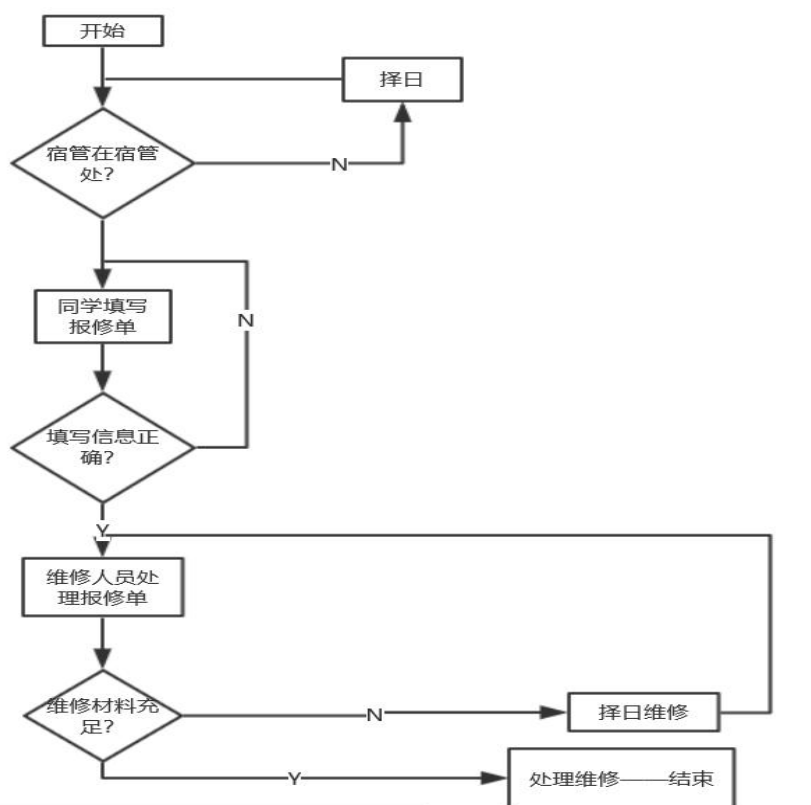 开始
择日
宿管在宿管
处？
N
同学填写
报修单
N
填写信息正
确？
Y
维修人员处
理报修单
维修材料充
足？
N
择日维修
Y
处理维修——结束